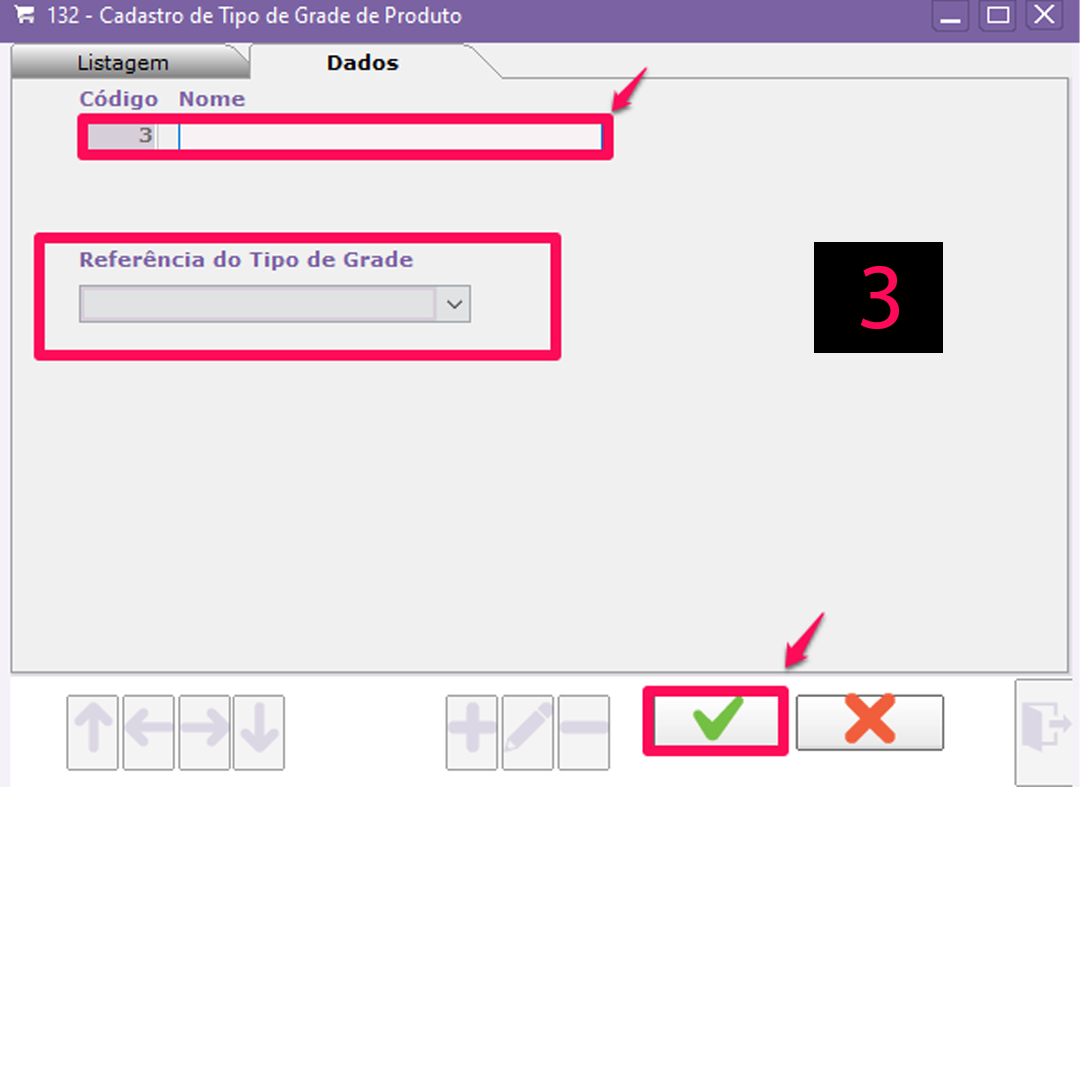 132 - Cadastro de Tipo de Grade de Produto
Listagem Dados
Código Nome
3
Referência do Tipo de Grade
3